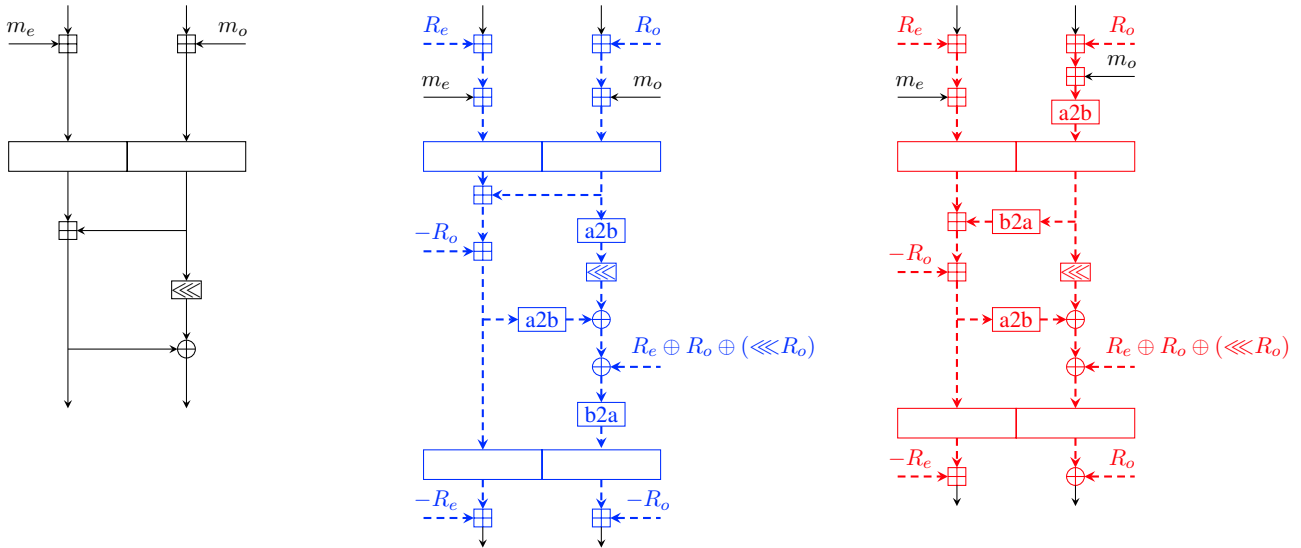 m_e m_o
R_e R_o
m_e m_o
−R_o
a2b
⋘
a2b
R_e ⊕ R_o ⊕ (⋘R_o)
b2a
−R_e −R_o
R_e R_o
m_e m_o
a2b
b2a
−R_o
⋘
a2b
R_e ⊕ R_o ⊕ (⋘R_o)
−R_e R_o